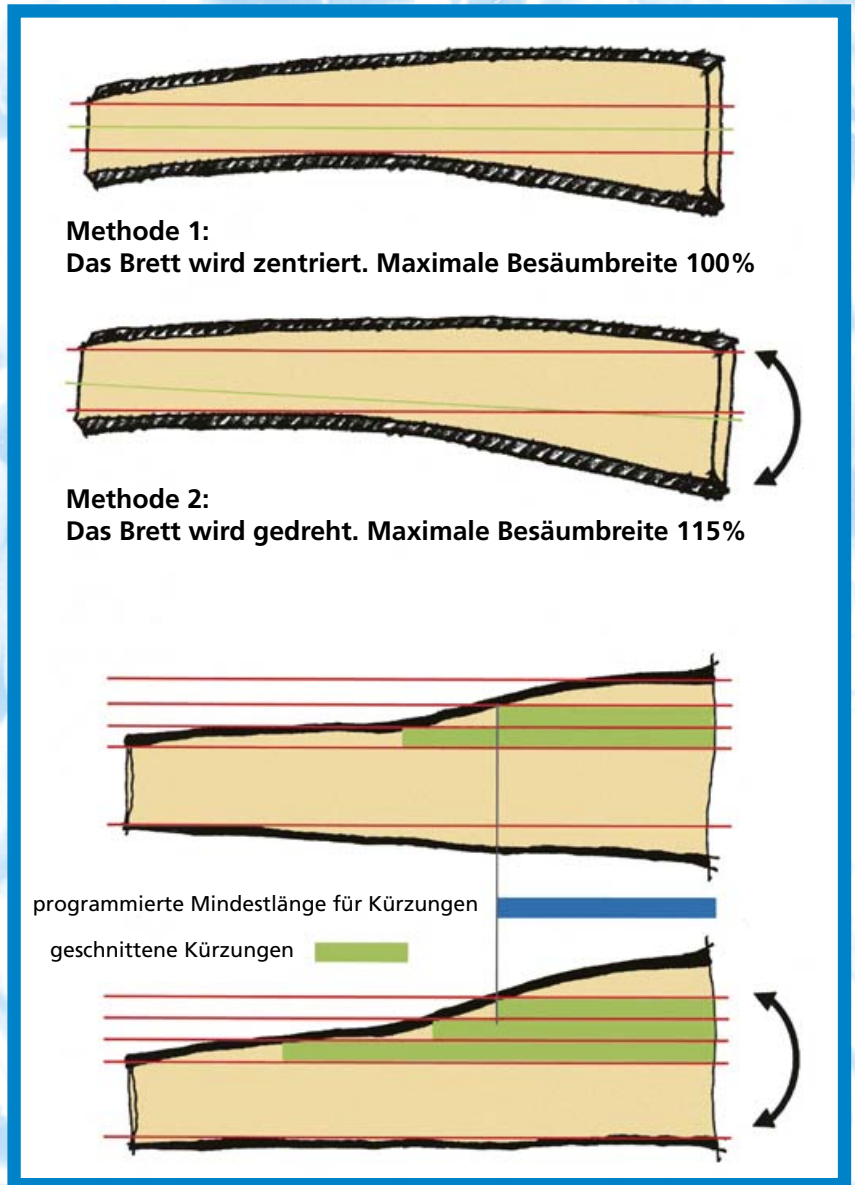 Methode 1:
Das Brett wird zentriert. Maximale Besäumbreite 100%
Methode 2:
Das Brett wird gedreht. Maximale Besäumbreite 115%
programmierte Mindestlänge für Kürzungen
geschnittene Kürzungen